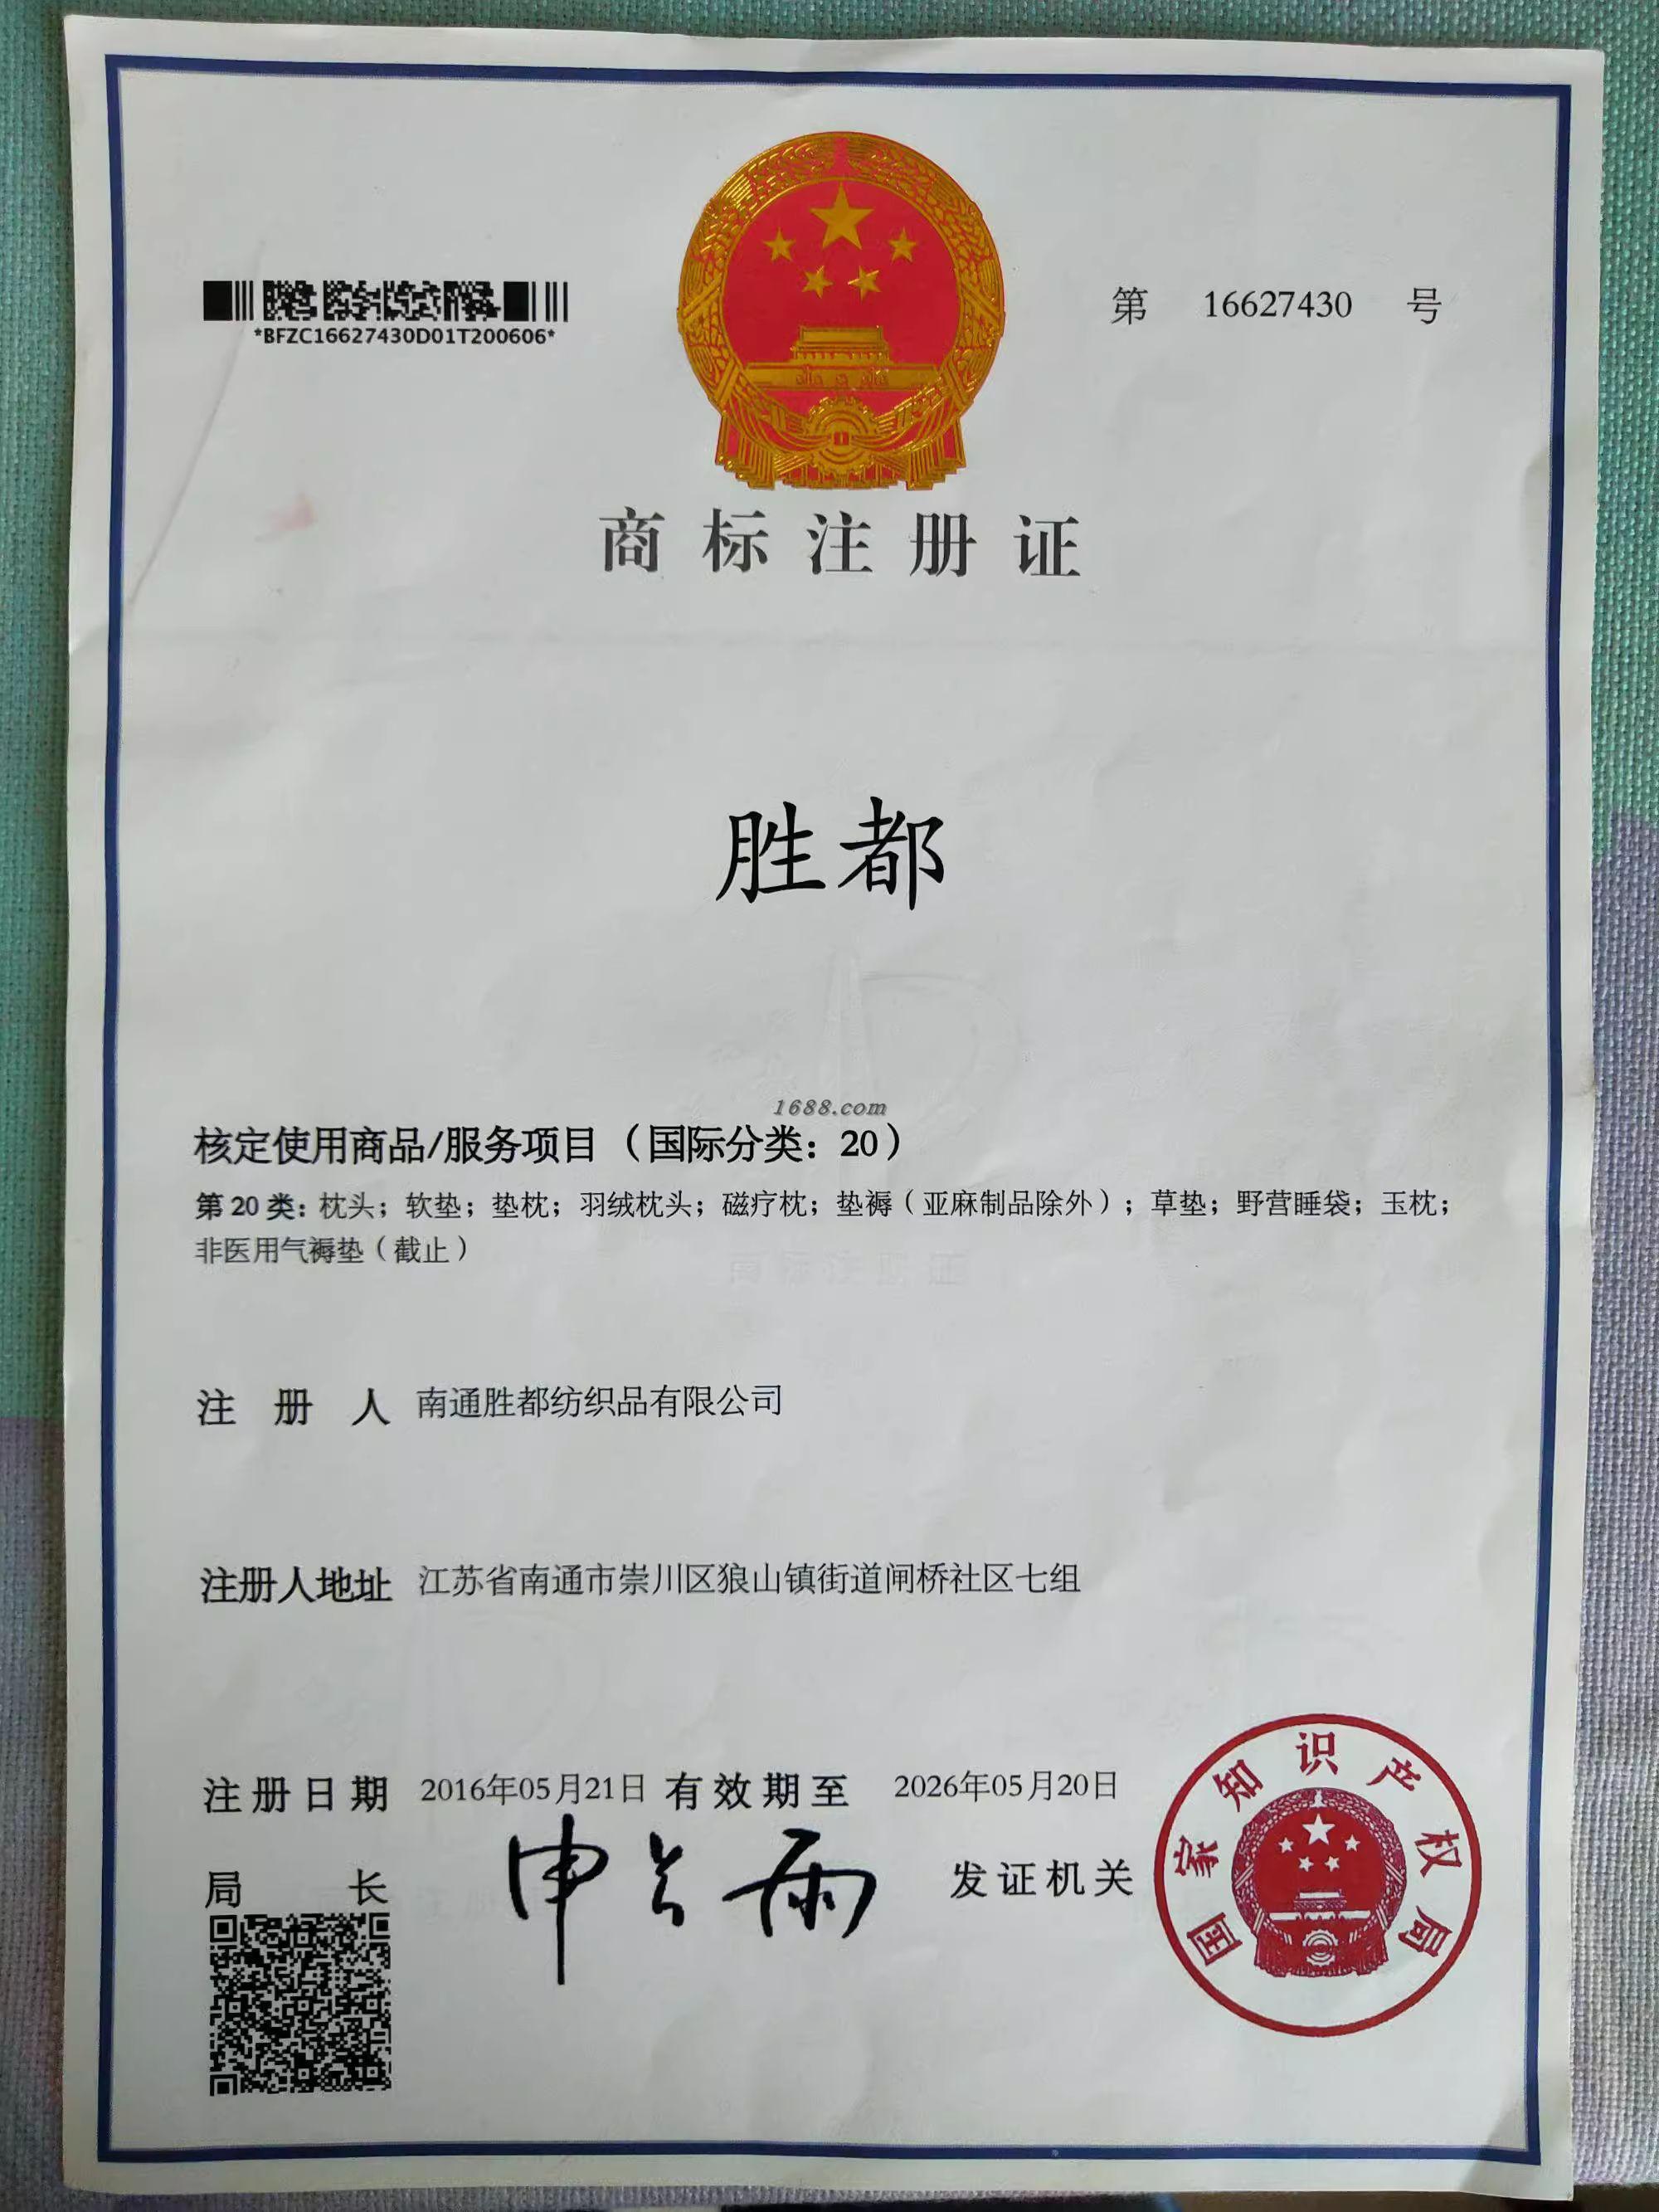 第 16627430 号
*BFZC16627430D01T200606*
商标注册证
胜都
1688.com
核定使用商品/服务项目（国际分类：20）
第 20 类：枕头；软垫；垫枕；羽绒枕头；磁疗枕；垫褥（亚麻制品除外）；草垫；野营睡袋；玉枕；
非医用气褥垫（截止）
注册人 南通胜都纺织品有限公司
注册人地址 江苏省南通市崇川区狼山镇街道闸桥社区七组
注册日期 2016年05月21日 有效期至 2026年05月20日
局长 申长雨 发证机关
国家知识产权局